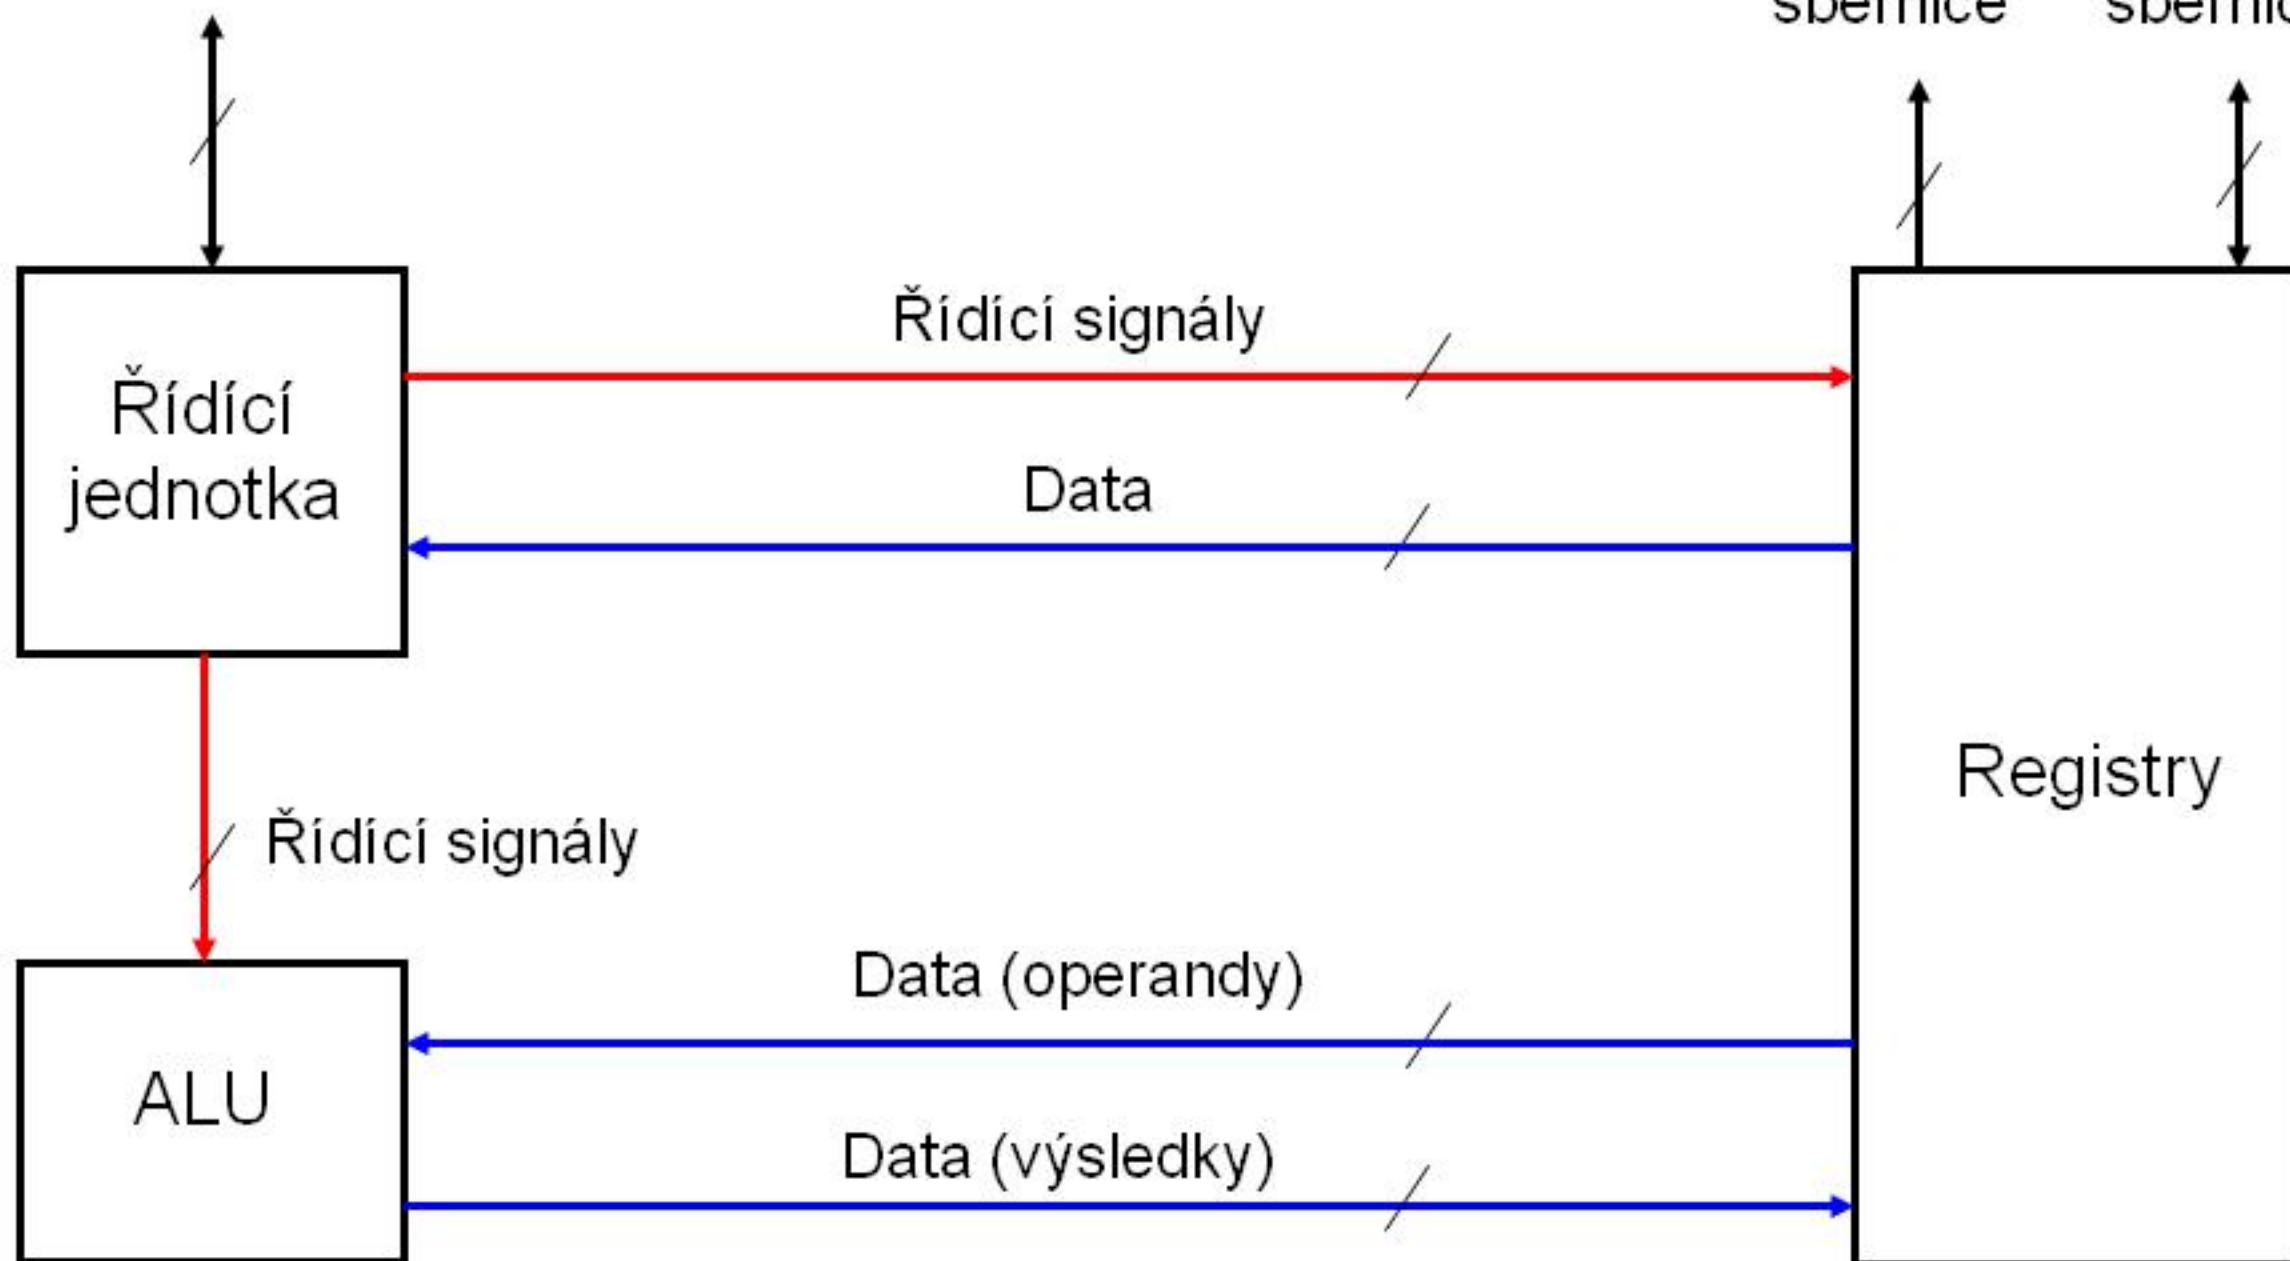 Řídící signály
Řídící
jednotka
Data
Registry
Řídící signály
Data (operandy)
ALU
Data (výsledky)